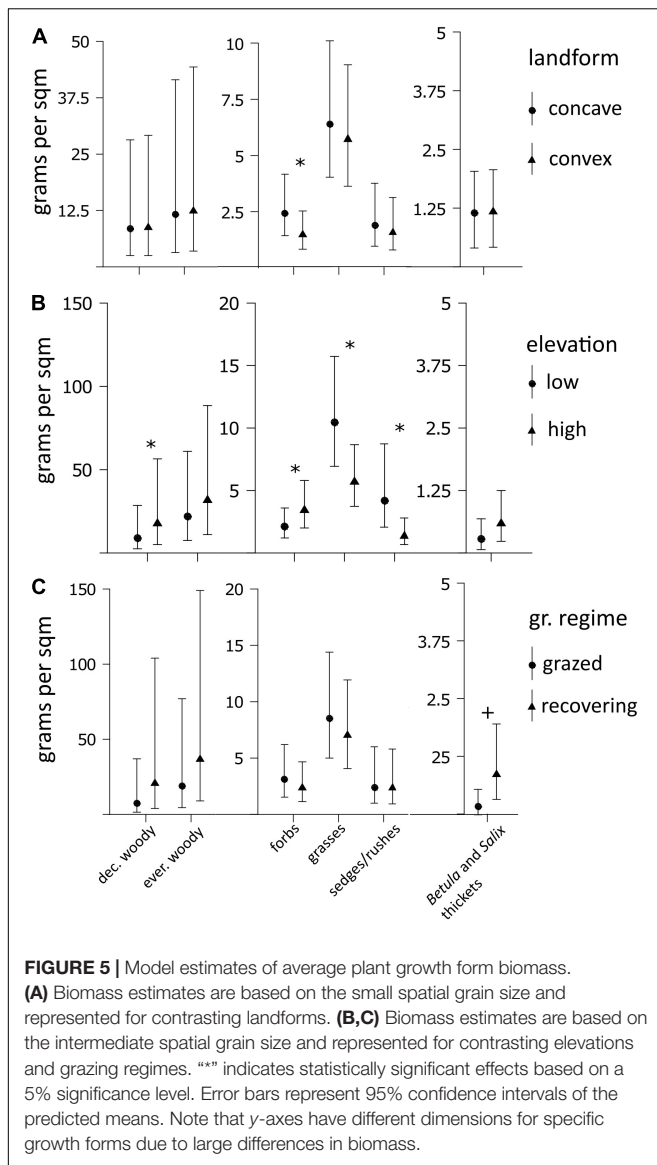 A
50
37.5
25
12.5
grams per sqm
10
7.5
5
2.5
*
5
3.75
2.5
1.25
landform
concave
convex
B
150
100
50
grams per sqm
*
20
15
10
5
*
*
*
5
3.75
2.5
1.25
elevation
low
high
C
150
100
50
grams per sqm
20
15
10
5
5
3.75
2.5
25
+
gr. regime
grazed
recovering
dec. woody
ever. woody
forbs
grasses
sedges/rushes
Betula and Salix
thickets
FIGURE 5 | Model estimates of average plant growth form biomass.
(A) Biomass estimates are based on the small spatial grain size and
represented for contrasting landforms. (B,C) Biomass estimates are based on
the intermediate spatial grain size and represented for contrasting elevations
and grazing regimes. “*” indicates statistically significant effects based on a
5% significance level. Error bars represent 95% confidence intervals of the
predicted means. Note that y-axes have different dimensions for specific
growth forms due to large differences in biomass.